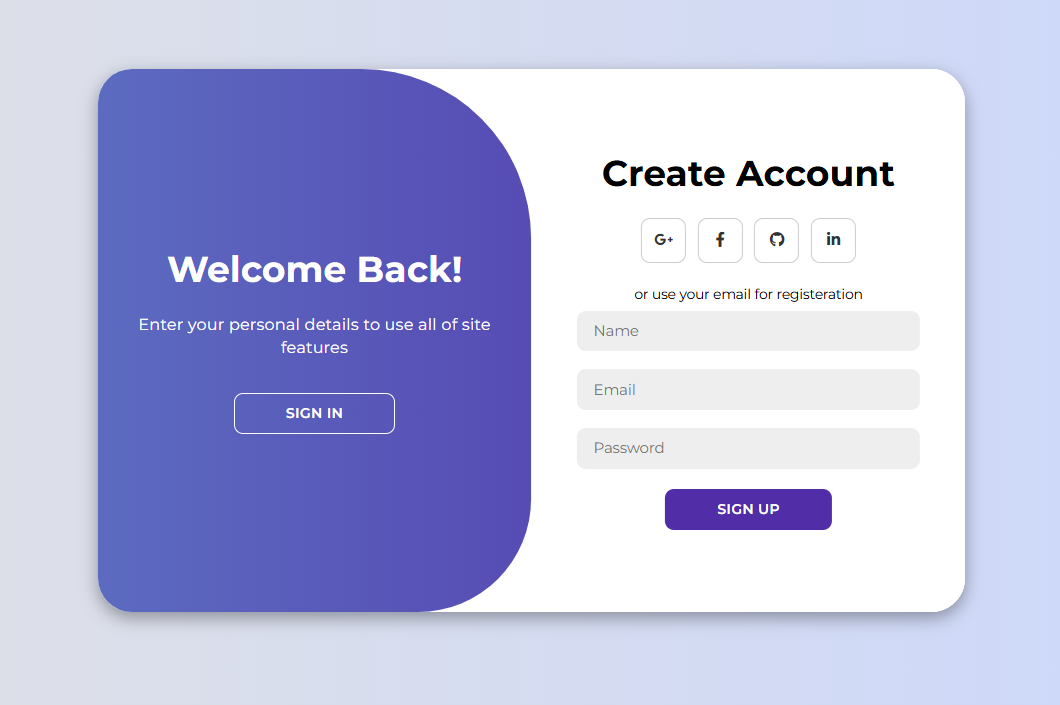 Welcome Back!
Enter your personal details to use all of site
features
SIGN IN
Create Account
G+
f
in
or use your email for registeration
Name
Email
Password
SIGN UP